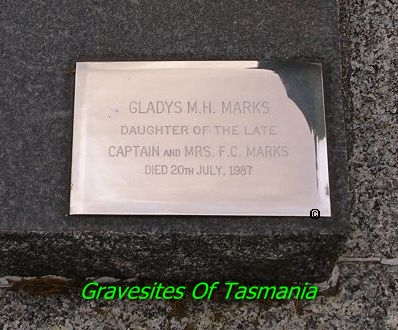 GLADYS M.H. MARKS
DAUGHTER OF THE LATE
CAPTAIN AND MRS. F.C. MARKS
DIED 20TH JULY, 1987
®
Gravesites Of Tasmania